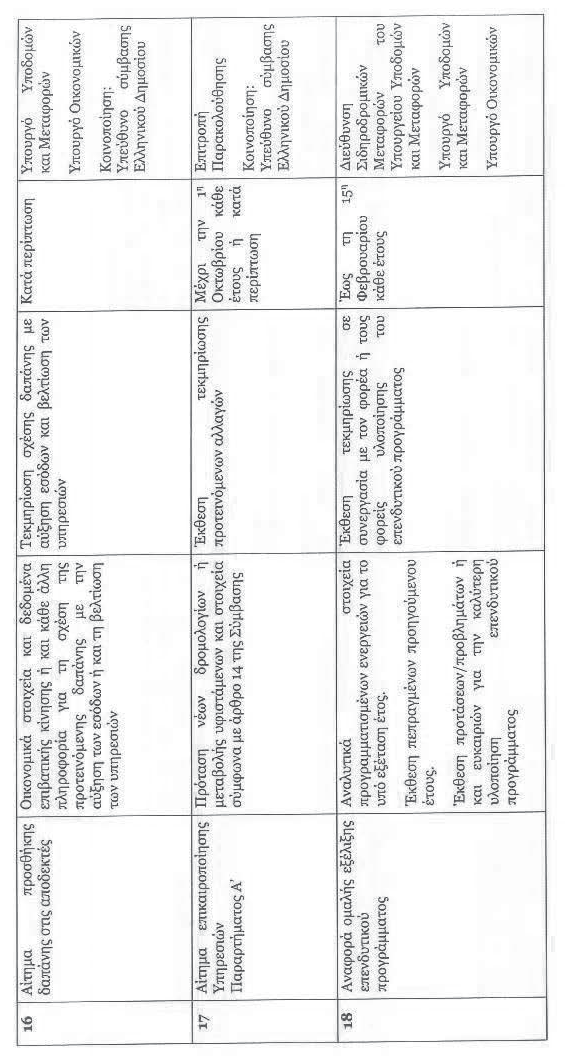 16
Αίτημα προσθήκης
δαπάνης στις αποδεκτές
Οικονομικά στοιχεία και δεδομένα
επιβατικής κίνησης ή και κάθε άλλη
πληροφορία για τη σχέση της
προτεινόμενης δαπάνης με την
αύξηση των εσόδων ή και τη βελτίωση
των υπηρεσιών
Τεκμηρίωση σχέσης δαπάνης με
αύξηση εσόδων και βελτίωση των
υπηρεσιών
Κατά περίπτωση
Υπουργό Υποδομών
και Μεταφορών
Υπουργό Οικονομικών
Κοινοποίηση:
Υπεύθυνο σύμβασης
Ελληνικού Δημοσίου
17
Αίτημα επικαιροποίησης
Υπηρεσιών
Παραρτήματος Α’
Πρόταση νέων δρομολογίων ή
μεταβολής υφιστάμενων και στοιχεία
σύμφωνα με άρθρο 14 της Σύμβασης
Έκθεση τεκμηρίωσης
προτεινόμενων αλλαγών
Μέχρι την 1η
Οκτωβρίου κάθε
έτους ή κατά
περίπτωση
Επιτροπή
Παρακολούθησης
Κοινοποίηση:
Υπεύθυνο σύμβασης
Ελληνικού Δημοσίου
18
Αναφορά ομαλής εξέλιξης
επενδυτικού
προγράμματος
Αναλυτικά στοιχεία
προγραμματισμένων ενεργειών για το
υπό εξέταση έτος.
Έκθεση πεπραγμένων προηγούμενου
έτους.
Έκθεση προτάσεων/προβλημάτων ή
και ευκαιριών για την καλύτερη
υλοποίηση επενδυτικού
προγράμματος
Έκθεση τεκμηρίωσης σε
συνεργασία με τον φορέα ή τους
φορείς υλοποίησης του
επενδυτικού προγράμματος
Έως τη 15η
Φεβρουαρίου
κάθε έτους
Διεύθυνση
Σιδηροδρομικών
Μεταφορών του
Υπουργείου Υποδομών
και Μεταφορών
Υπουργό Υποδομών
και Μεταφορών
Υπουργό Οικονομικών